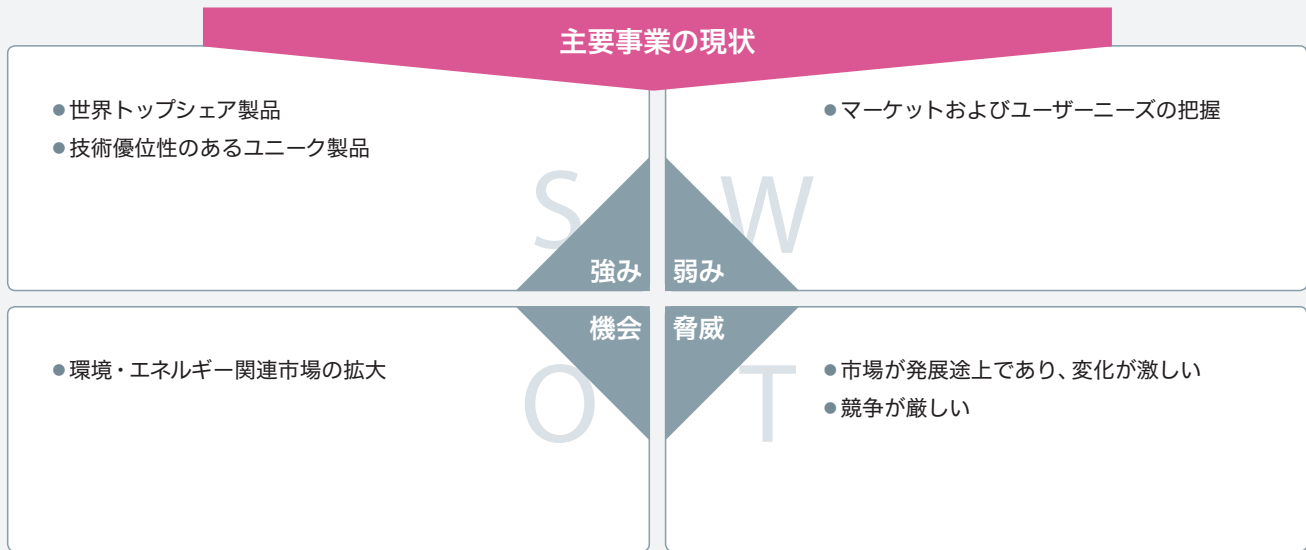 主要事業の現状
●世界トップシェア製品
●技術優位性のあるユニーク製品
S
強み
●マーケットおよびユーザーニーズの把握
W
弱み
機会
●環境・エネルギー関連市場の拡大
O
脅威
●市場が発展途上であり、変化が激しい
●競争が厳しい
T